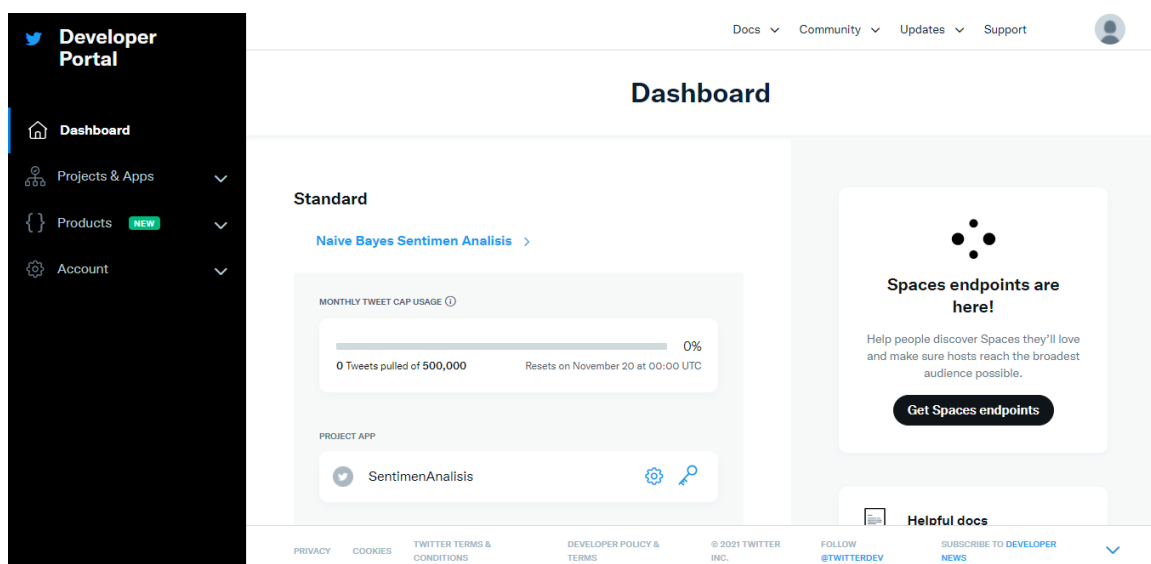 Developer
Portal
Dashboard
Projects & Apps
Products NEW
Account
Docs Community Updates Support
Dashboard
Standard
Naive Bayes Sentimen Analisis
MONTHLY TWEET CAP USAGE
0%
0 Tweets pulled of 500,000 Resets on November 20 at 00:00 UTC
PROJECT APP
SentimenAnalisis
Spaces endpoints are
here!
Help people discover Spaces they'll love
and make sure hosts reach the broadest
audience possible.
Get Spaces endpoints
Helpful docs
PRIVACY
COOKIES
TWITTER TERMS &
CONDITIONS
DEVELOPER POLICY &
TERMS
© 2021 TWITTER
INC.
FOLLOW
@TWITTERDEV
SUBSCRIBE TO DEVELOPER
NEWS